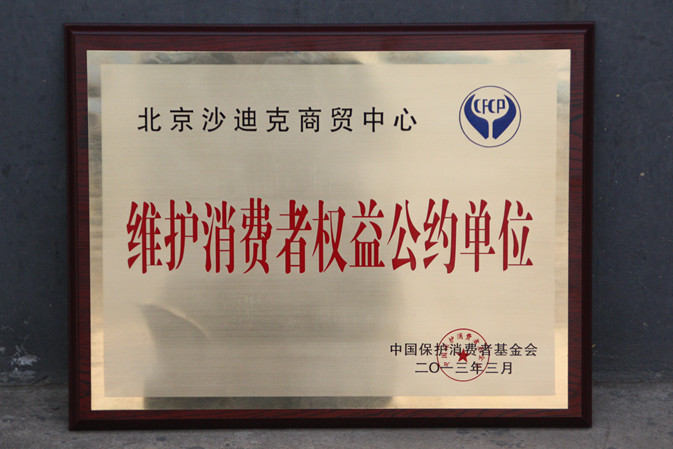 北京沙迪克商贸中心
CFCP
维护消费者权益公约单位
中国保护消费者基金会
二〇一三年三月